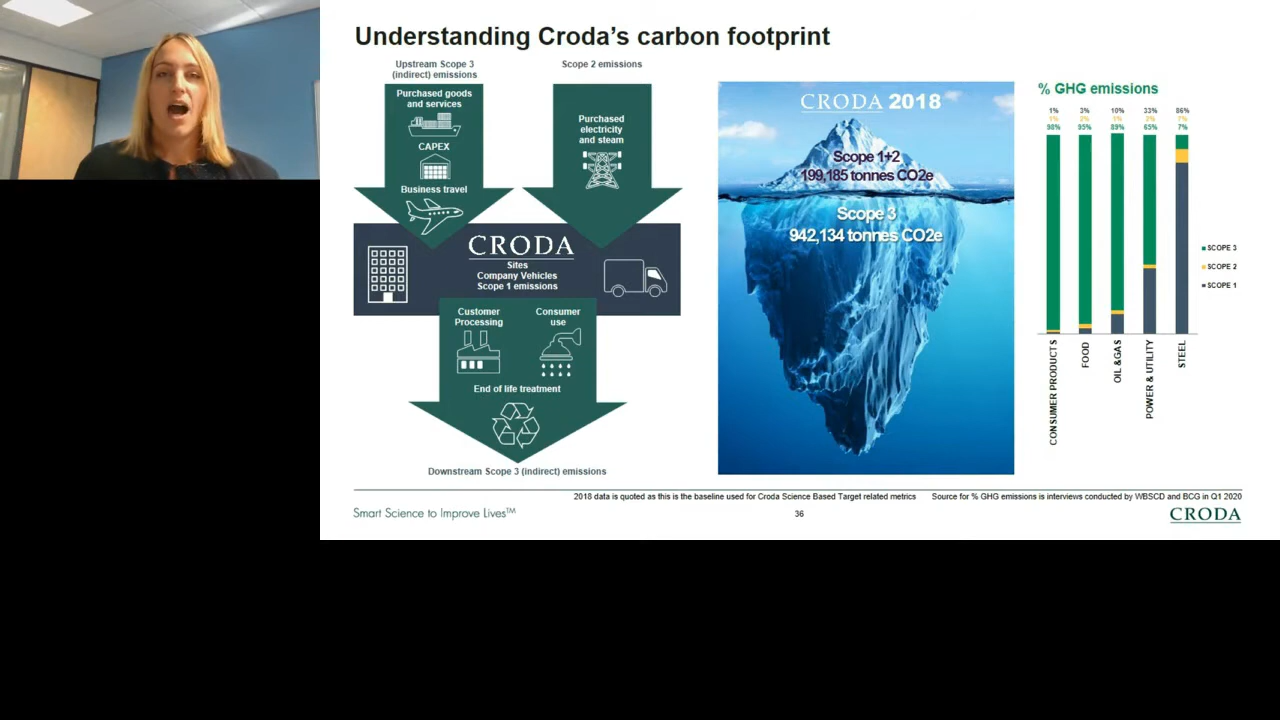 Understanding Croda's carbon footprint
Upstream Scope 3
(indirect) emissions
Purchased goods
and services
CAPEX
Business travel
Scope 2 emissions
Purchased
electricity
and steam
CRODA
Sites
Company Vehicles
Scope 1 emissions
Customer
Processing
Consumer
use
End of life treatment
Downstream Scope 3 (indirect) emissions
CRODA 2018
Scope 1+2
199,185 tonnes CO2e
Scope 3
942,134 tonnes CO2e
% GHG emissions
1% 3% 10% 33% 86%
1% 2% 1% 2% 7%
98% 95% 89% 65% 7%
SCOPE 3
SCOPE 2
SCOPE 1
CONSUMER PRODUCTS
FOOD
OIL &GAS
POWER & UTILITY
STEEL
2018 data is quoted as this is the baseline used for Croda Science Based Target related metrics
Source for % GHG emissions is interviews conducted by WBSCD and BCG in Q1 2020
Smart Science to Improve Lives™
36
CRODA